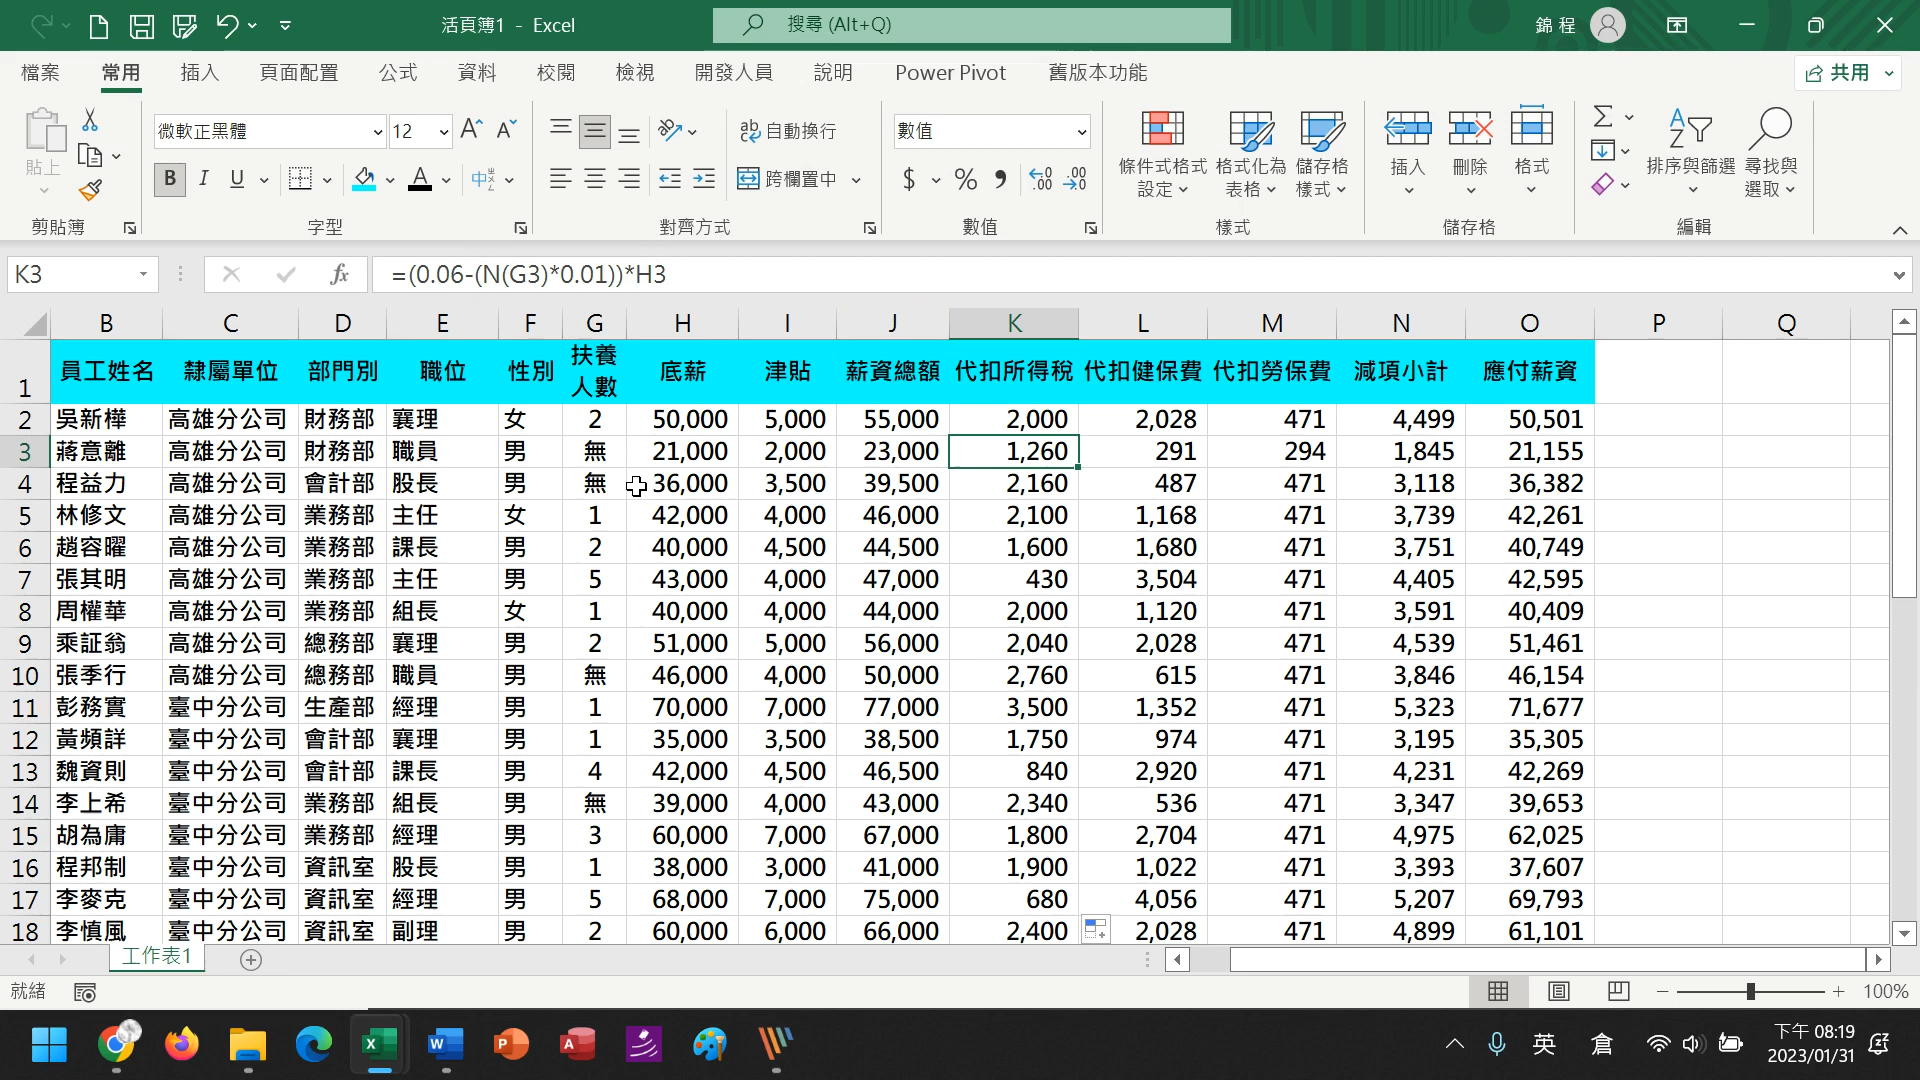 活頁簿1 - Excel
搜尋 (Alt+Q)
錦 程
檔案 常用 插入 頁面配置 公式 資料 校閱 檢視 開發人員 說明 Power Pivot 舊版本功能 共用
貼上 微軟正黑體 12 自動換行 數值 條件式格式設定 格式化為表格 儲存格樣式 插入 刪除 格式 排序與篩選 尋找與選取
B I U 跨欄置中 $ % 
剪貼簿 字型 對齊方式 數值 樣式 儲存格 編輯
K3 fx =(0.06-(N(G3)*0.01))*H3
B C D E F G H I J K L M N O P Q
1 員工姓名 隸屬單位 部門別 職位 性別 扶養人數 底薪 津貼 薪資總額 代扣所得稅 代扣健保費 代扣勞保費 減項小計 應付薪資
2 吳新樺 高雄分公司 財務部 襄理 女 2 50,000 5,000 55,000 2,000 2,028 471 4,499 50,501
3 蔣意離 高雄分公司 財務部 職員 男 無 21,000 2,000 23,000 1,260 291 294 1,845 21,155
4 程益力 高雄分公司 會計部 股長 男 無 36,000 3,500 39,500 2,160 487 471 3,118 36,382
5 林修文 高雄分公司 業務部 主任 女 1 42,000 4,000 46,000 2,100 1,168 471 3,739 42,261
6 趙容曜 高雄分公司 業務部 課長 男 2 40,000 4,500 44,500 1,600 1,680 471 3,751 40,749
7 張其明 高雄分公司 業務部 主任 男 5 43,000 4,000 47,000 430 3,504 471 4,405 42,595
8 周權華 高雄分公司 業務部 組長 女 1 40,000 4,000 44,000 2,000 1,120 471 3,591 40,409
9 乘証翁 高雄分公司 總務部 襄理 男 2 51,000 5,000 56,000 2,040 2,028 471 4,539 51,461
10 張季行 高雄分公司 總務部 職員 男 無 46,000 4,000 50,000 2,760 615 471 3,846 46,154
11 彭務實 臺中分公司 生產部 經理 男 1 70,000 7,000 77,000 3,500 1,352 471 5,323 71,677
12 黃頻詳 臺中分公司 會計部 襄理 男 1 35,000 3,500 38,500 1,750 974 471 3,195 35,305
13 魏資則 臺中分公司 會計部 課長 男 4 42,000 4,500 46,500 840 2,920 471 4,231 42,269
14 李上希 臺中分公司 業務部 組長 男 無 39,000 4,000 43,000 2,340 536 471 3,347 39,653
15 胡為庸 臺中分公司 業務部 經理 男 3 60,000 7,000 67,000 1,800 2,704 471 4,975 62,025
16 程邦制 臺中分公司 資訊室 股長 男 1 38,000 3,000 41,000 1,900 1,022 471 3,393 37,607
17 李麥克 臺中分公司 資訊室 經理 男 5 68,000 7,000 75,000 680 4,056 471 5,207 69,793
18 李慎風 臺中分公司 資訊室 副理 男 2 60,000 6,000 66,000 2,400 2,028 471 4,899 61,101
工作表1
就緒 100%
英 倉 下午 08:19
2023/01/31